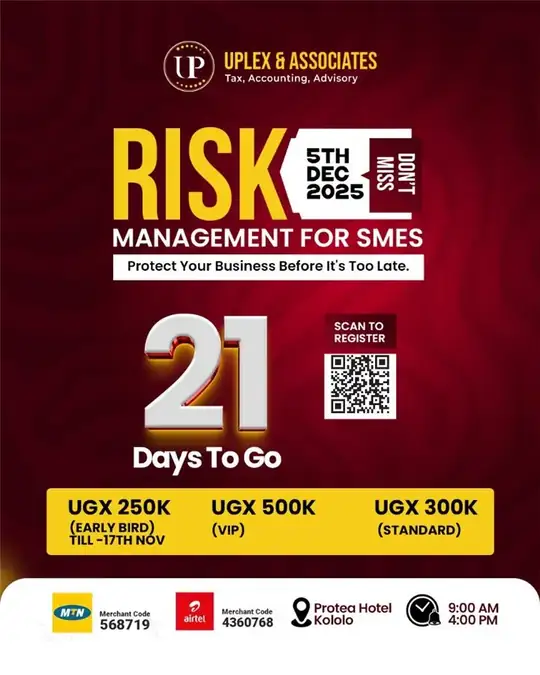 UP
UPLEX & ASSOCIATES
Tax, Accounting, Advisory
RISK
5TH
DEC
2025
DON'T
MISS
MANAGEMENT FOR SMES
Protect Your Business Before It's Too Late.
21
Days To Go
SCAN TO
REGISTER
UGX 250K
(EARLY BIRD)
TILL -17TH NOV
UGX 500K
(VIP)
UGX 300K
(STANDARD)
MTN
Merchant Code
568719
airtel
Merchant Code
4360768
Protea Hotel
Kololo
9:00 AM
4:00 PM